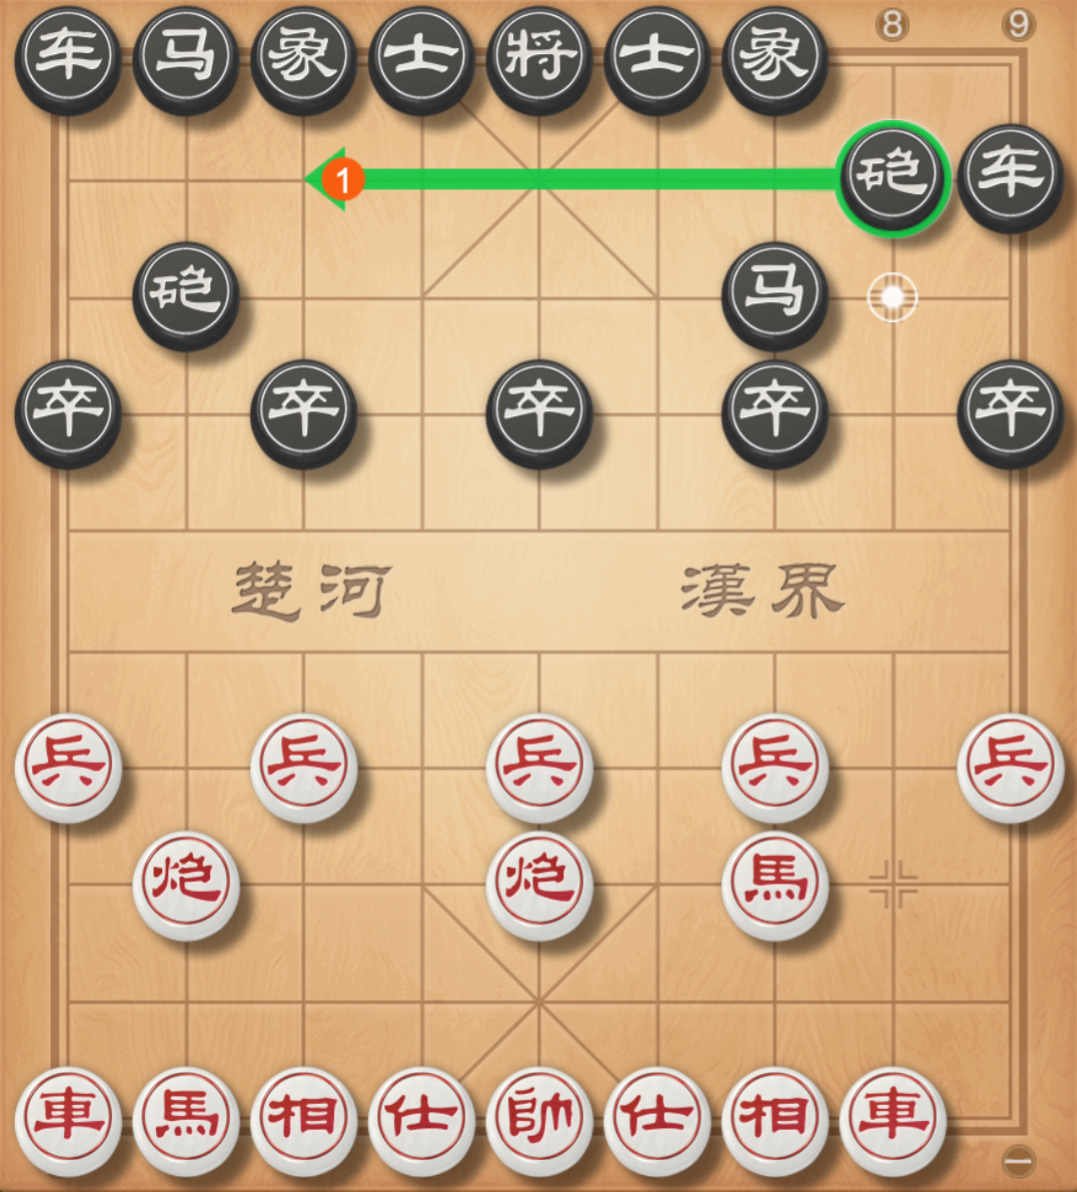 车 马 象 士 將 士 象 8 9
1 砲 车
砲 马
卒 卒 卒 卒 卒
楚河 漢界
兵 兵 兵 兵 兵
炮 炮 馬
車 馬 相 仕 帥 仕 相 車
一